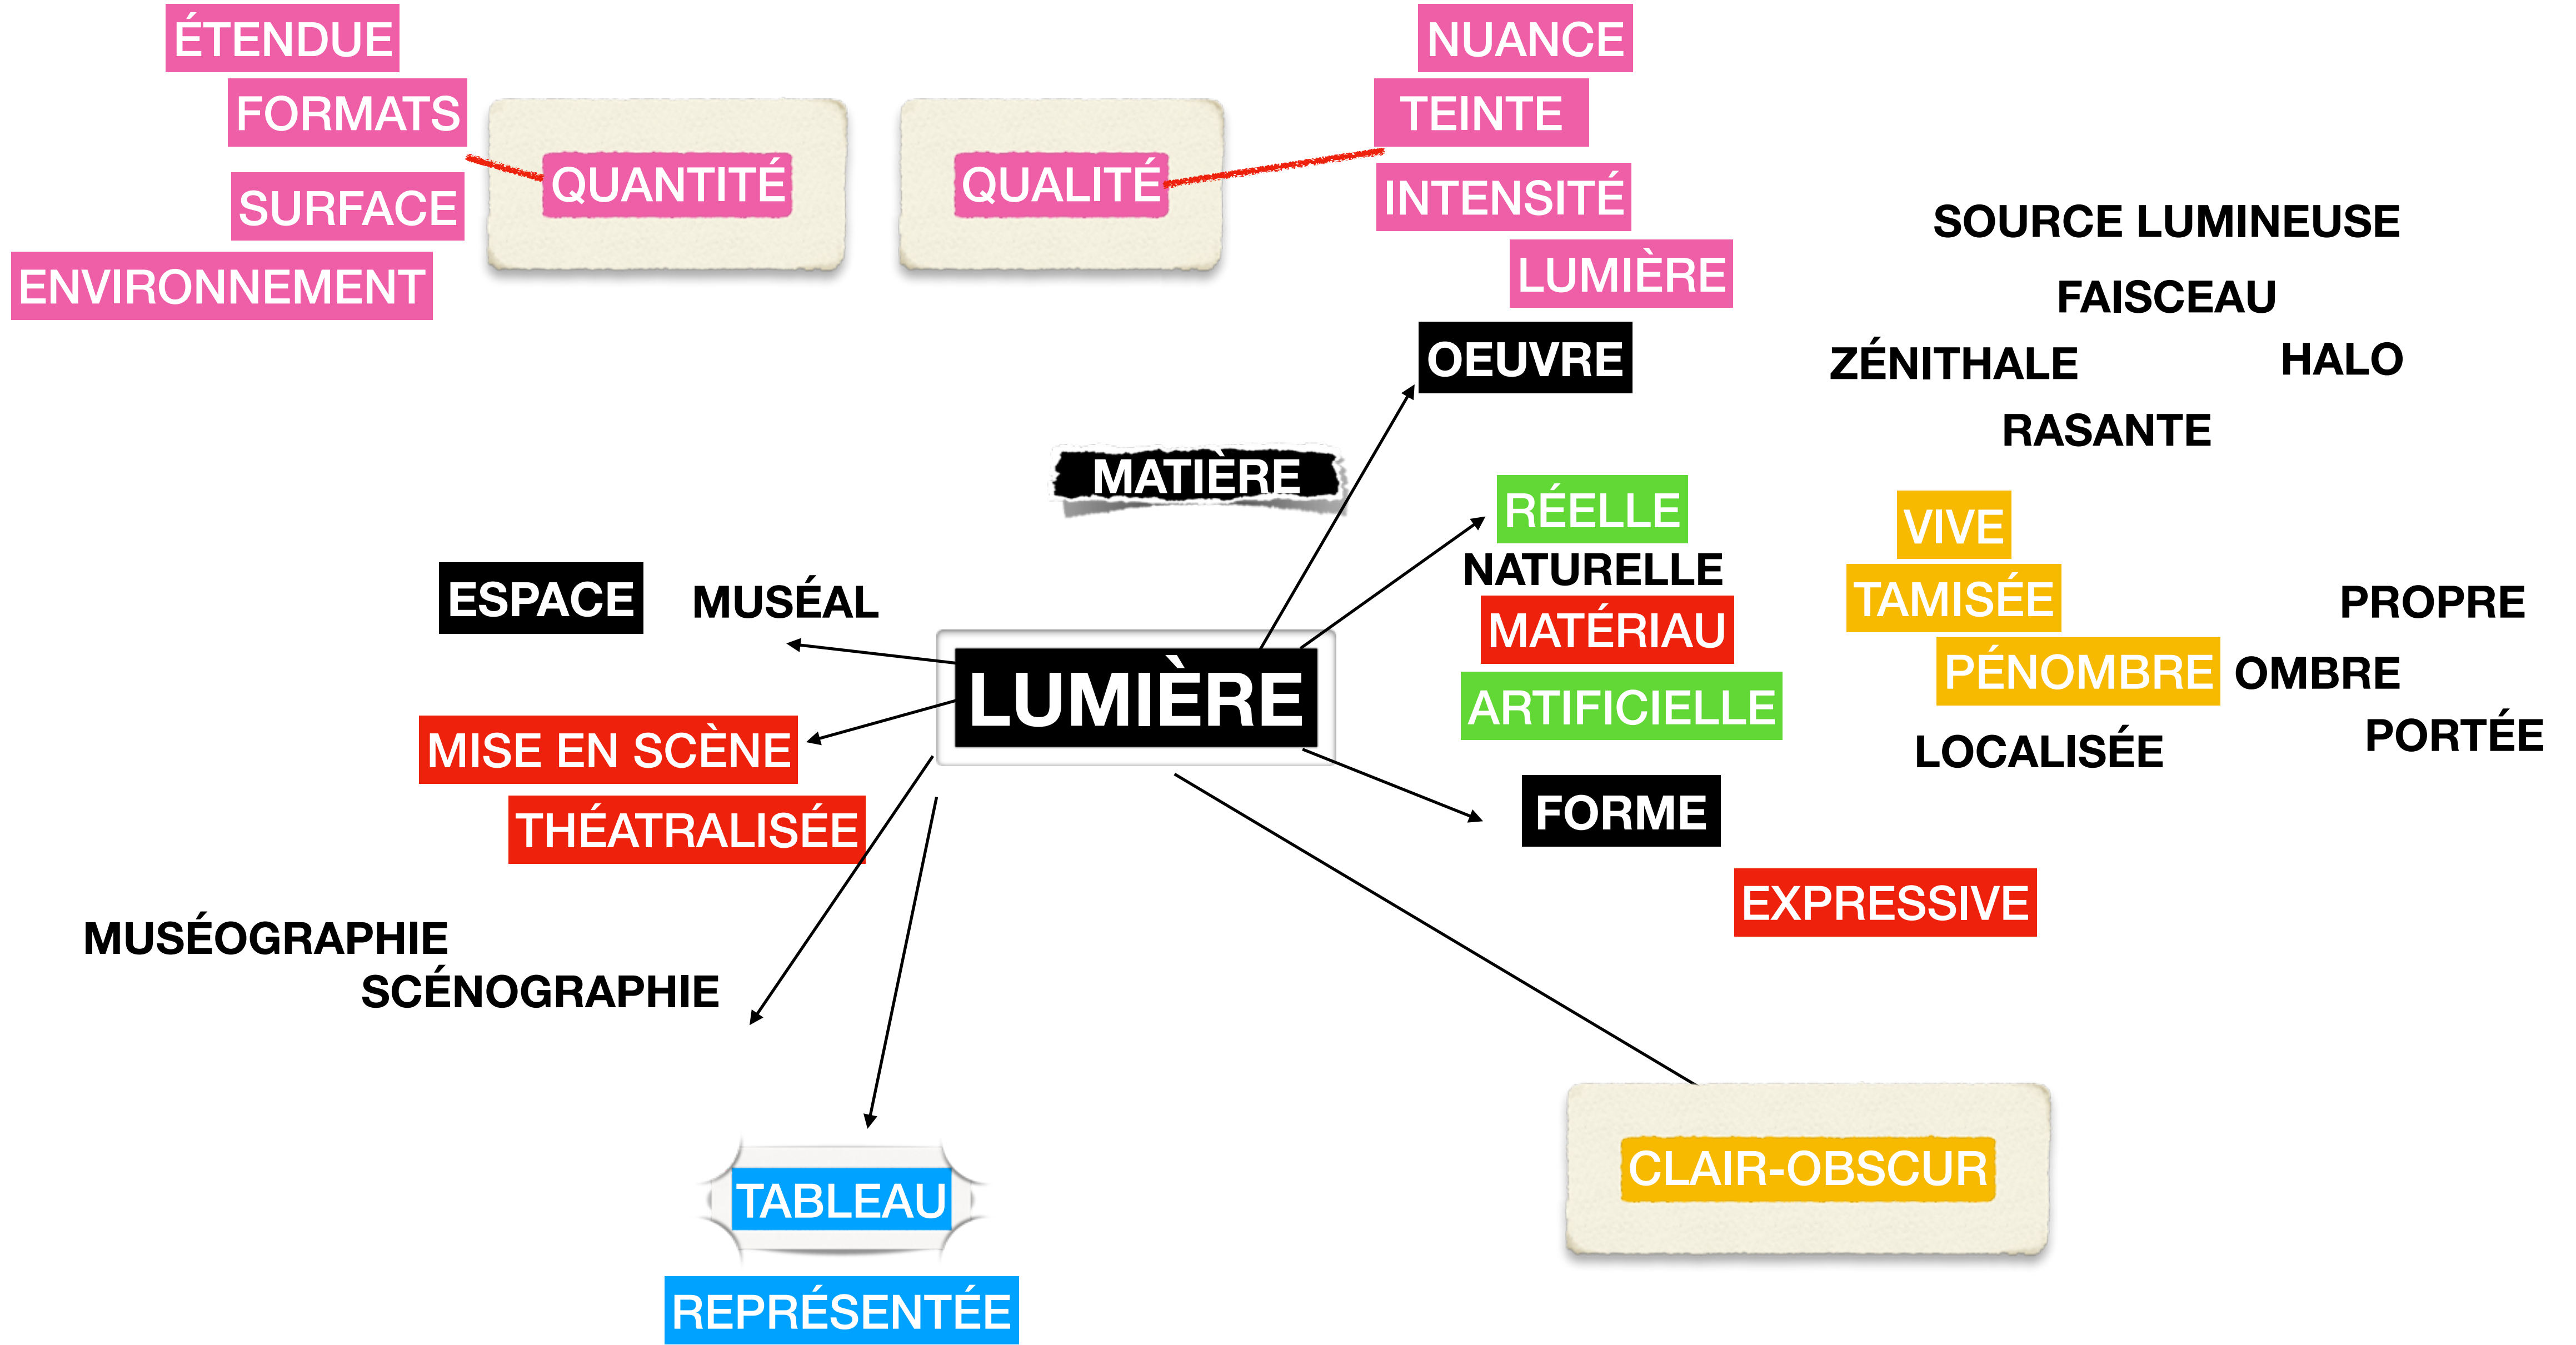 ÉTENDUE
FORMATS
SURFACE
ENVIRONNEMENT
QUANTITÉ
QUALITÉ
NUANCE
TEINTE
INTENSITÉ
LUMIÈRE
SOURCE LUMINEUSE
FAISCEAU
ZÉNITHALE
HALO
RASANTE
OEUVRE
MATIÈRE
RÉELLE
NATURELLE
MATÉRIAU
ARTIFICIELLE
VIVE
TAMISÉE
PÉNOMBRE
OMBRE
PROPRE
PORTÉE
LOCALISÉE
ESPACE
MUSÉAL
LUMIÈRE
MISE EN SCÈNE
THÉATRALISÉE
FORME
EXPRESSIVE
MUSÉOGRAPHIE
SCÉNOGRAPHIE
TABLEAU
REPRÉSENTÉE
CLAIR-OBSCUR